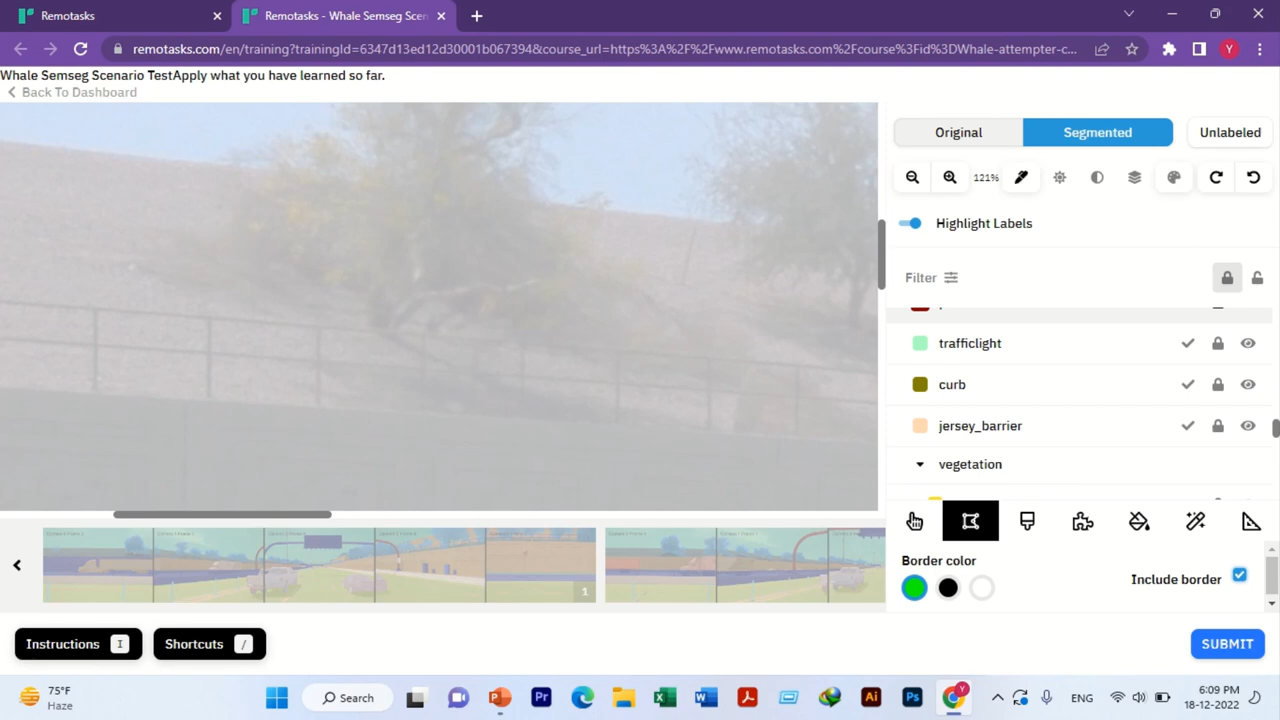 Remotasks
Remotasks - Whale Semseg Scen
remotasks.com/en/training?trainingId=6347d13ed12d30001b067394&course_url=https%3A%2F%2Fwww.remotasks.com%2Fcourse%3Fid%3DWhale-attempter-c...
Y
Whale Semseg Scenario TestApply what you have learned so far.
Back To Dashboard
Original
Segmented
Unlabeled
121%
Highlight Labels
Filter
trafficlight
curb
jersey_barrier
vegetation
Border color
Include border
1
Instructions I
Shortcuts /
SUBMIT
75°F
Haze
Search
Pr
Ai
Ps
Y
ENG
6:09 PM
18-12-2022